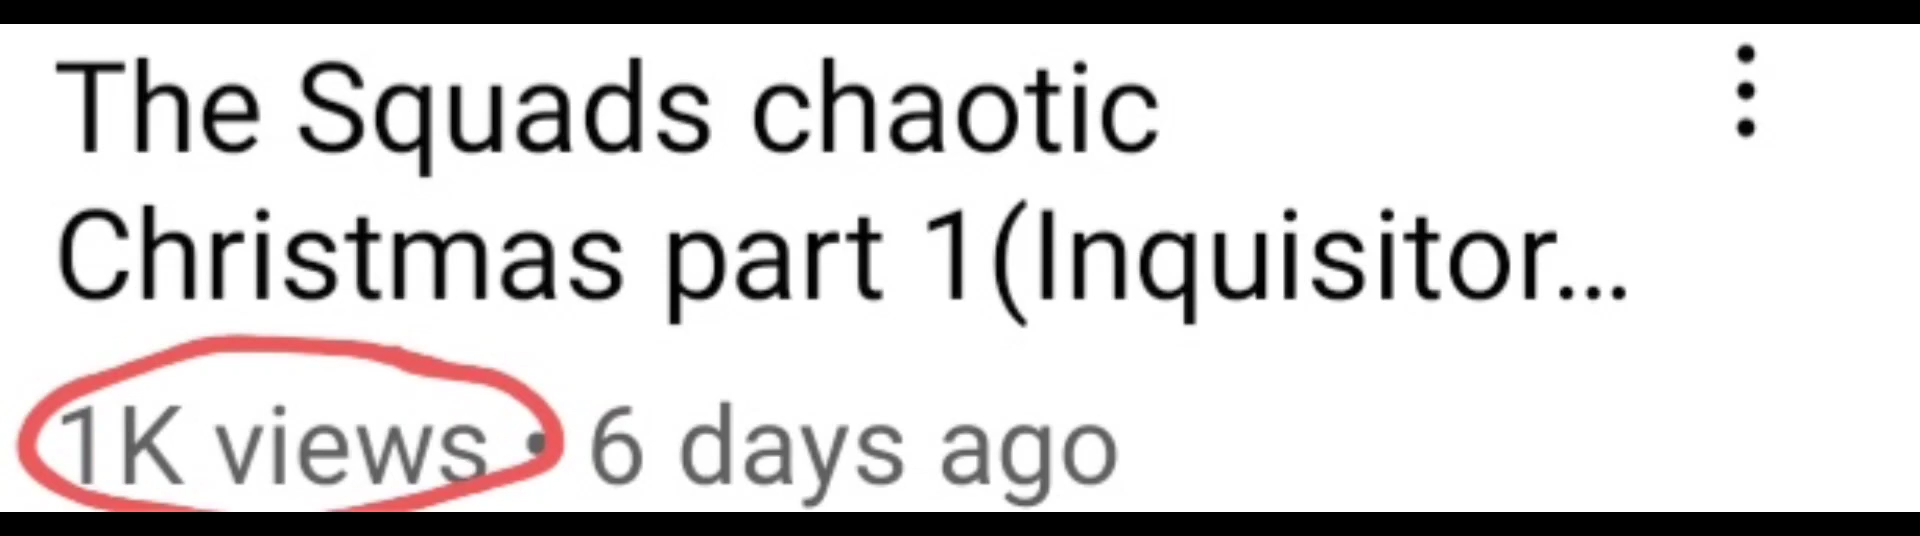 The Squads chaotic
Christmas part 1(Inquisitor...
1K views • 6 days ago